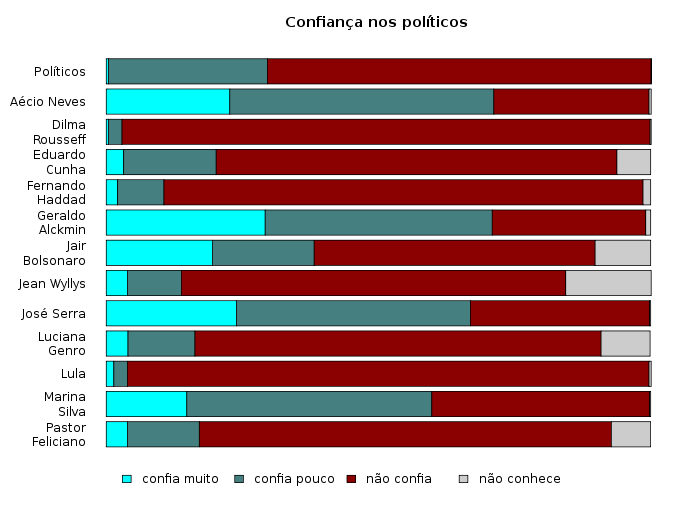 Confiança nos políticos
Políticos
Aécio Neves
Dilma
Rousseff
Eduardo
Cunha
Fernando
Haddad
Geraldo
Alckmin
Jair
Bolsonaro
Jean Wyllys
José Serra
Luciana
Genro
Lula
Marina
Silva
Pastor
Feliciano
confia muito confia pouco não confia não conhece